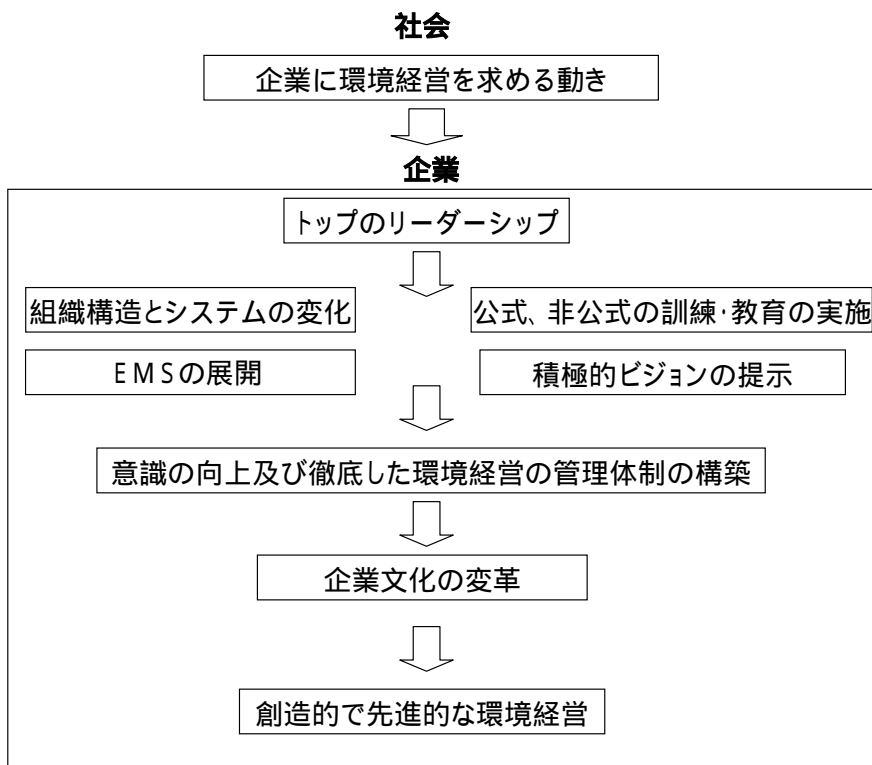 社会
企業に環境経営を求める動き
企業
トップのリーダーシップ
組織構造とシステムの変化
公式、非公式の訓練・教育の実施
EMSの展開
積極的ビジョンの提示
意識の向上及び徹底した環境経営の管理体制の構築
企業文化の変革
創造的で先進的な環境経営